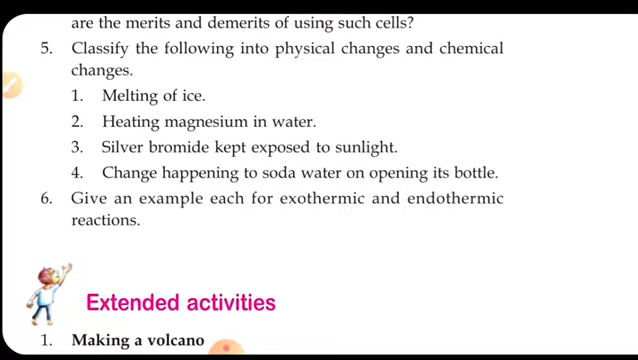 are the merits and demerits of using such cells?
5. Classify the following into physical changes and chemical
changes.
1. Melting of ice.
2. Heating magnesium in water.
3. Silver bromide kept exposed to sunlight.
4. Change happening to soda water on opening its bottle.
6. Give an example each for exothermic and endothermic
reactions.
Extended activities
1. Making a volcano